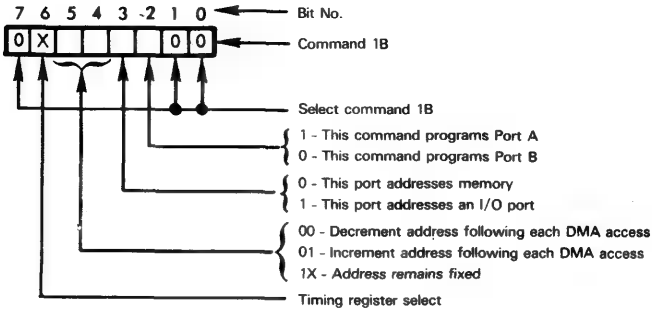 7 6 5 4 3 -2 1 0 Bit No.
0 X 0 0 Command 1B
Select command 1B
1 - This command programs Port A
0 - This command programs Port B
0 - This port addresses memory
1 - This port addresses an I/O port
00 - Decrement address following each DMA access
01 - Increment address following each DMA access
1X - Address remains fixed
Timing register select